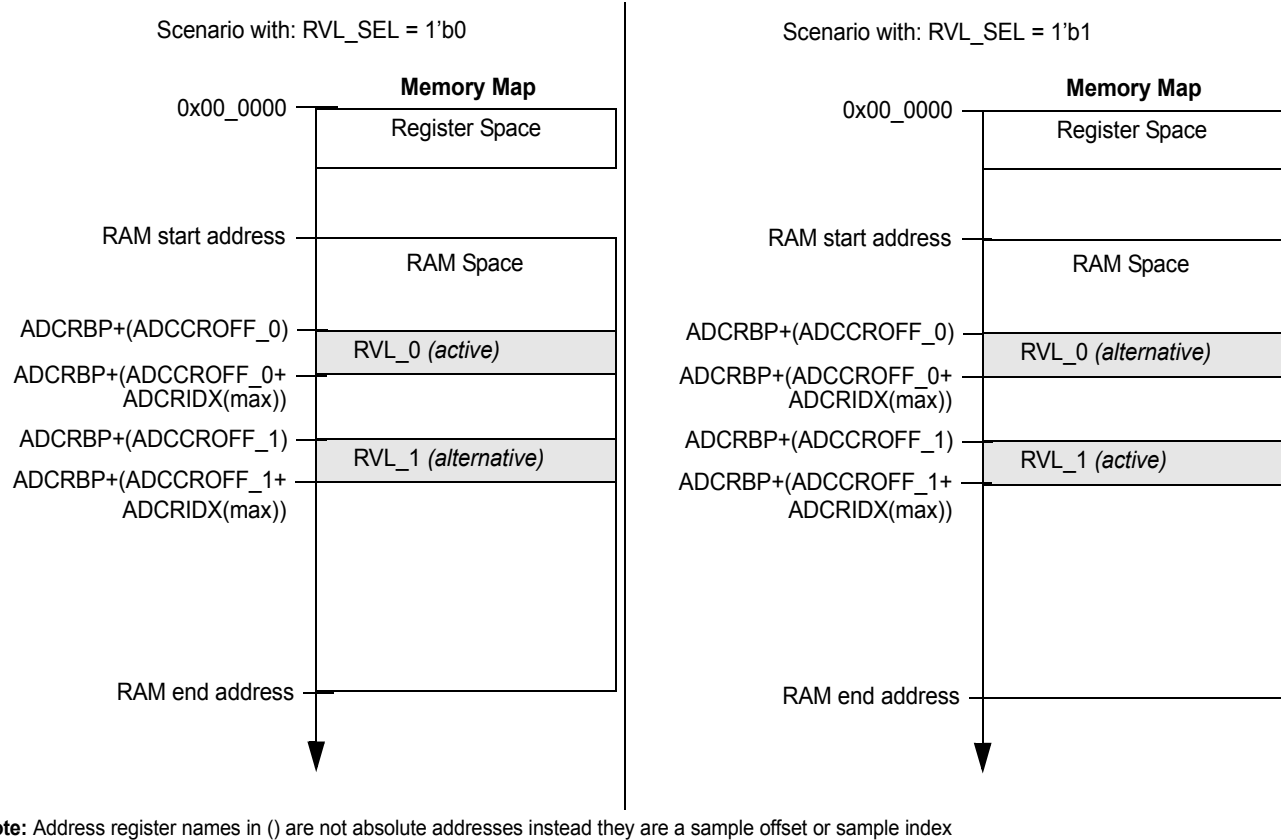 Scenario with: RVL_SEL = 1’b0
Memory Map
0x00_0000
Register Space
RAM start address
RAM Space
ADCRBP+(ADCCROFF_0)
RVL_0 (active)
ADCRBP+(ADCCROFF_0+
ADCRIDX(max))
ADCRBP+(ADCCROFF_1)
RVL_1 (alternative)
ADCRBP+(ADCCROFF_1+
ADCRIDX(max))
RAM end address
Scenario with: RVL_SEL = 1’b1
Memory Map
0x00_0000
Register Space
RAM start address
RAM Space
ADCRBP+(ADCCROFF_0)
RVL_0 (alternative)
ADCRBP+(ADCCROFF_0+
ADCRIDX(max))
ADCRBP+(ADCCROFF_1)
RVL_1 (active)
ADCRBP+(ADCCROFF_1+
ADCRIDX(max))
RAM end address
ote: Address register names in () are not absolute addresses instead they are a sample offset or sample index